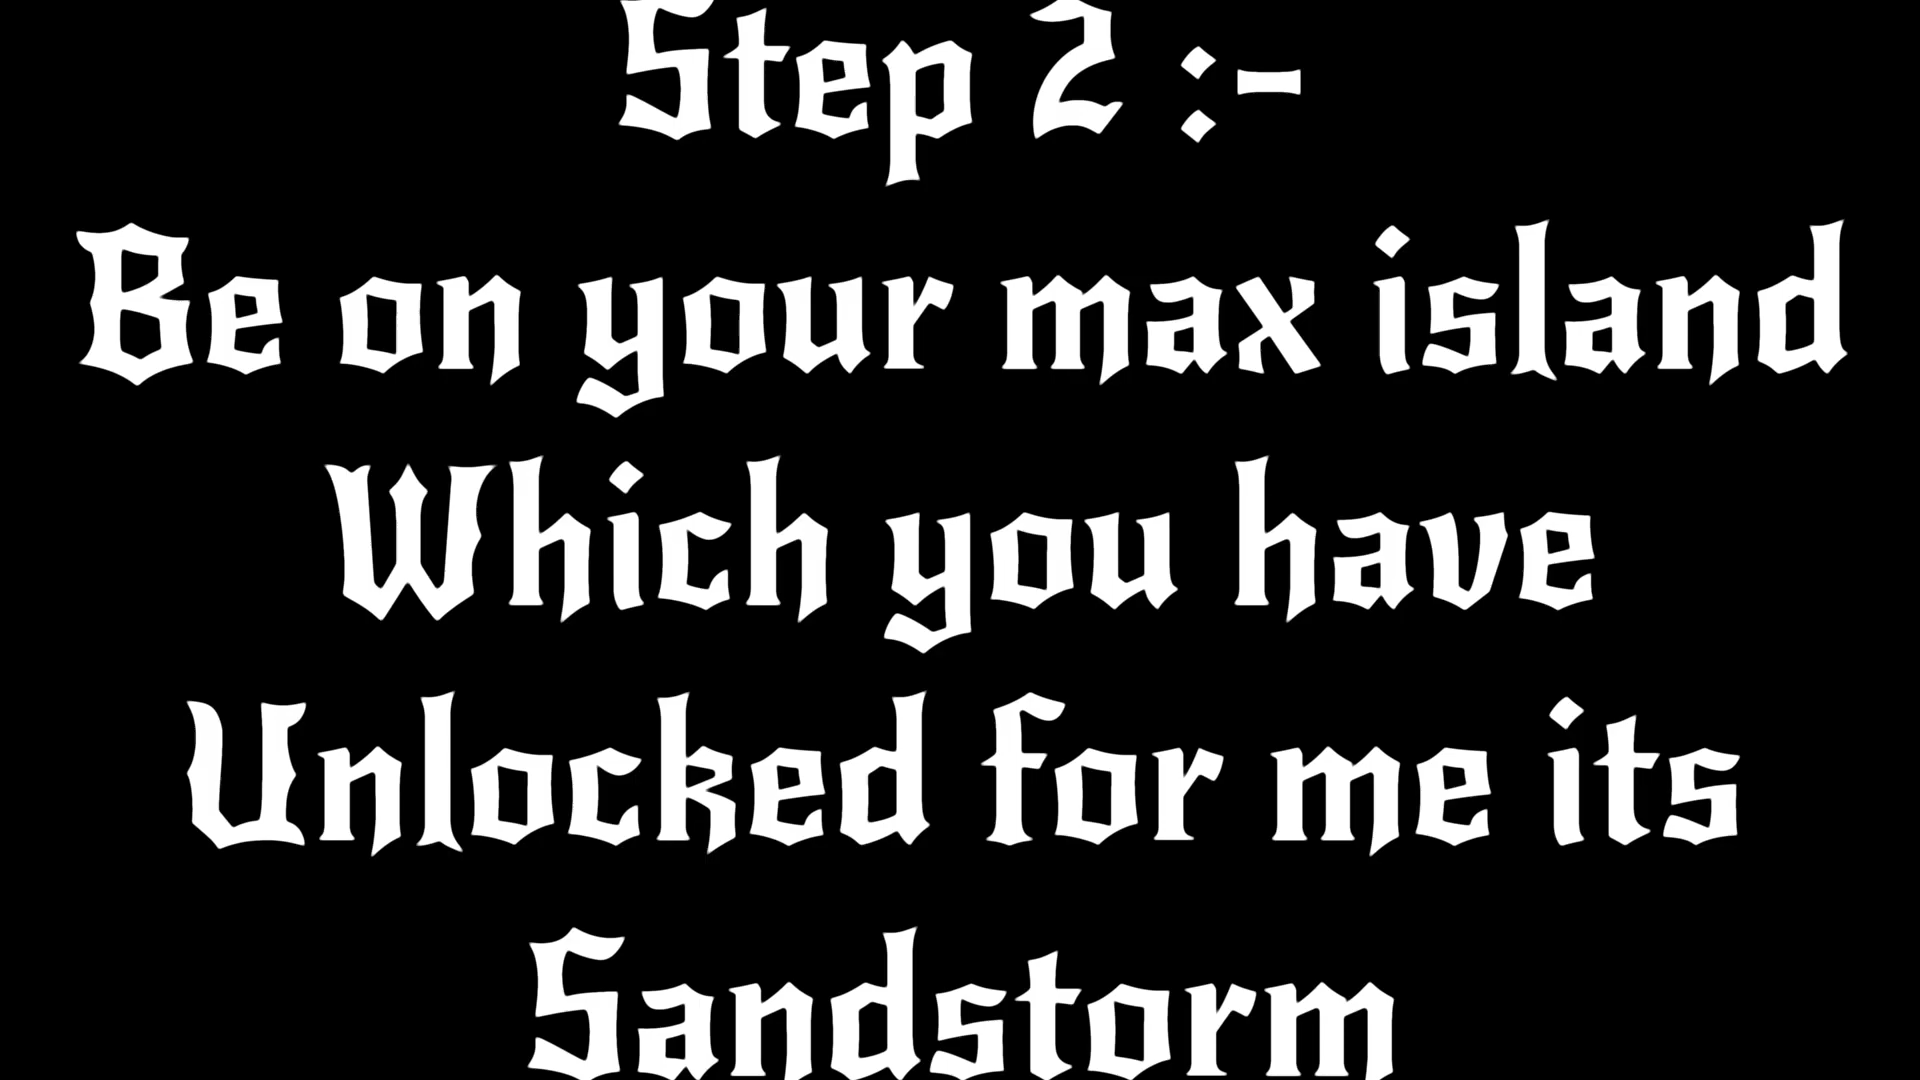 Step 2 :-
Be on your max island
Which you have
Unlocked for me its
Sandstorm